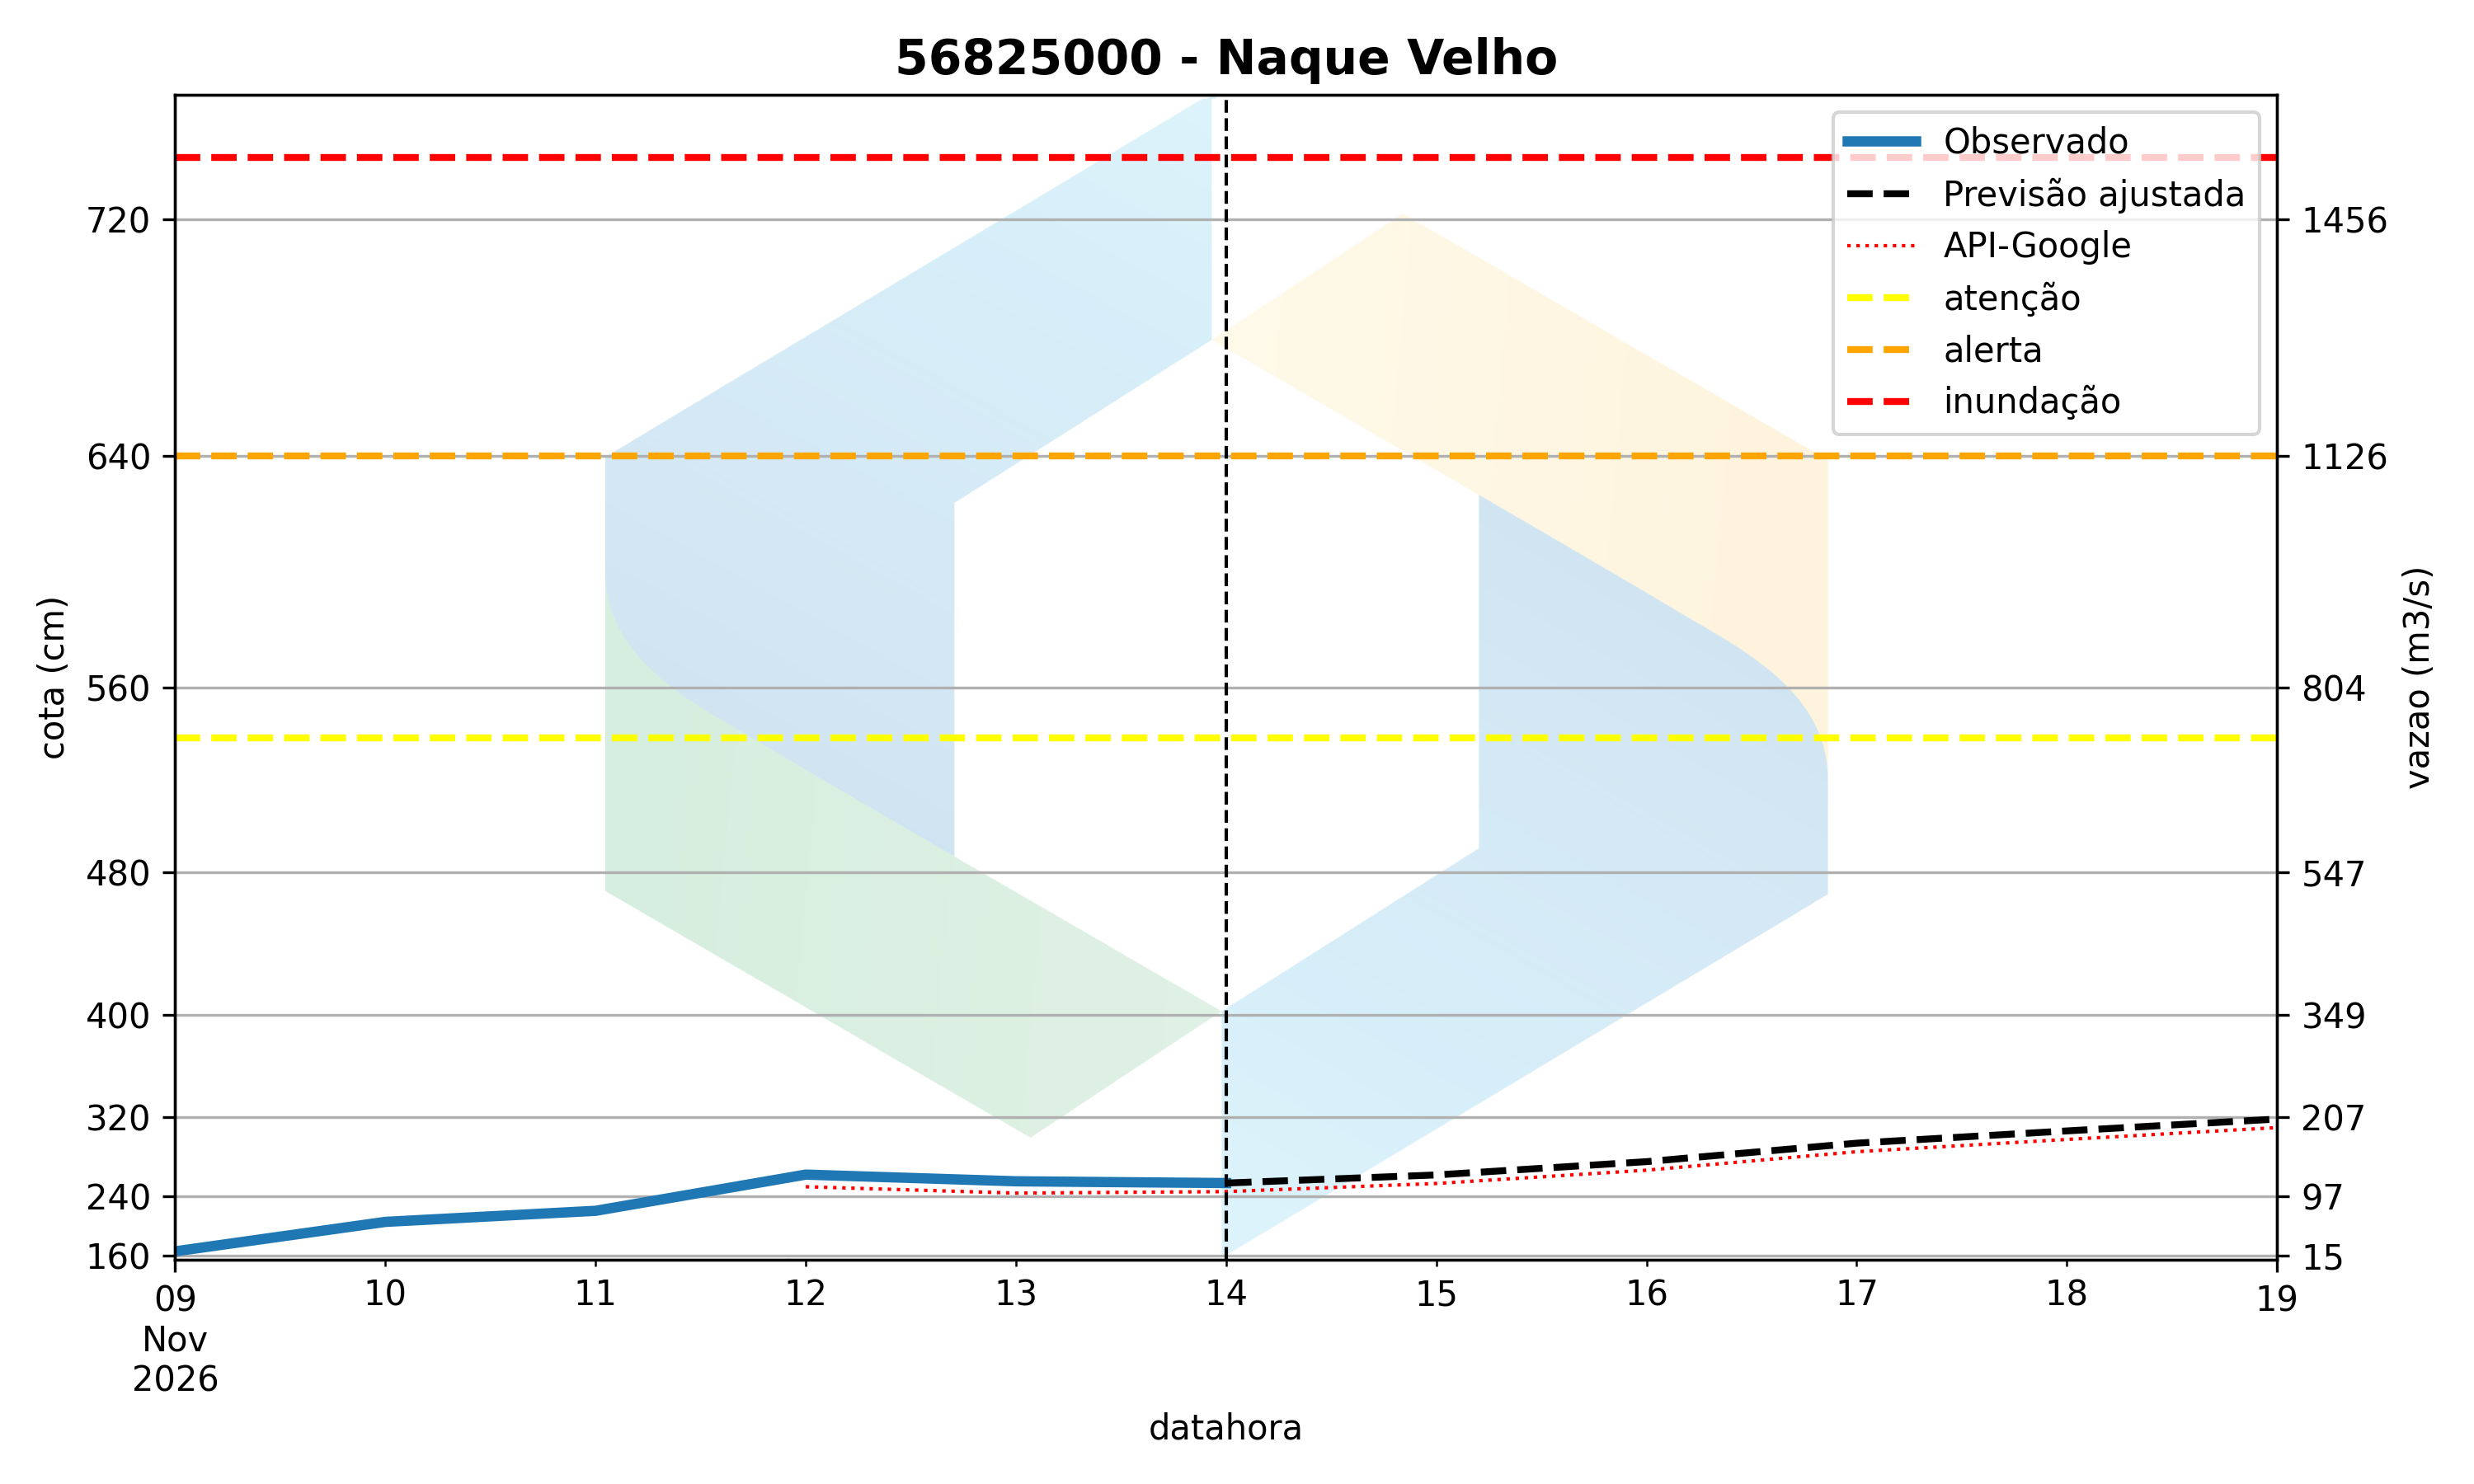 56825000 - Naque Velho
Observado
Previsão ajustada
API-Google
atenção
alerta
inundação
cota (cm)
720
640
560
480
400
320
240
160
vazao (m3/s)
1456
1126
804
547
349
207
97
15
09
Nov
2026
10
11
12
13
14
15
16
17
18
19
datahora